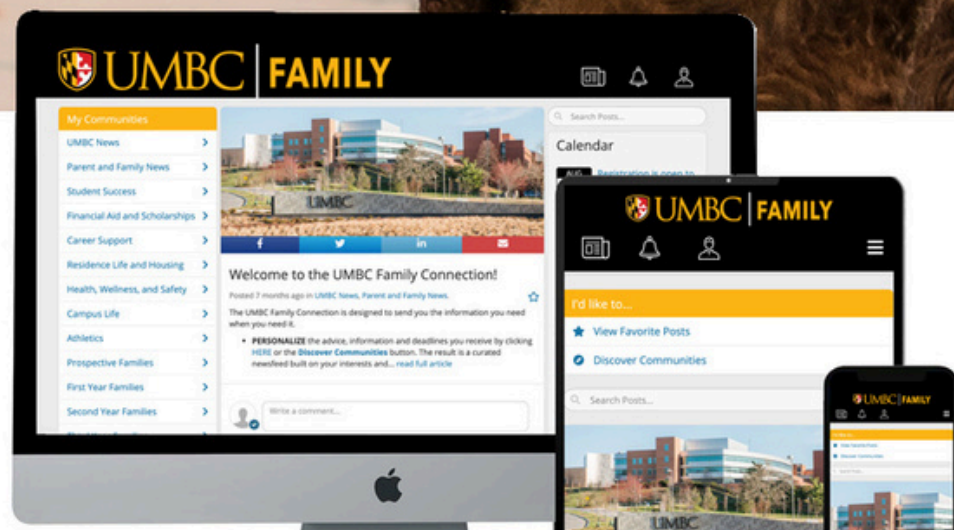 UMBC FAMILY
My Communities
UMBC News
Parent and Family News
Student Success
Financial Aid and Scholarships
Career Support
Residence Life and Housing
Health, Wellness, and Safety
Campus Life
Athletics
Prospective Families
First Year Families
Second Year Families
UMBC
f in
Welcome to the UMBC Family Connection!
Posted 7 months ago in UMBC News, Parent and Family News.
The UMBC Family Connection is designed to send you the information you need
when you need it.
• PERSONALIZE the advice, information and deadlines you receive by clicking
HERE or the Discover Communities button. The result is a curated
newsfeed built on your interests and... read full article
Write a comment...
Search Posts...
Calendar
AUG Registration is open to
UMBC FAMILY
I'd like to...
View Favorite Posts
Discover Communities
Search Posts...
UMBC
UMBC FAMILY
View Favorite Posts
Discover Communities